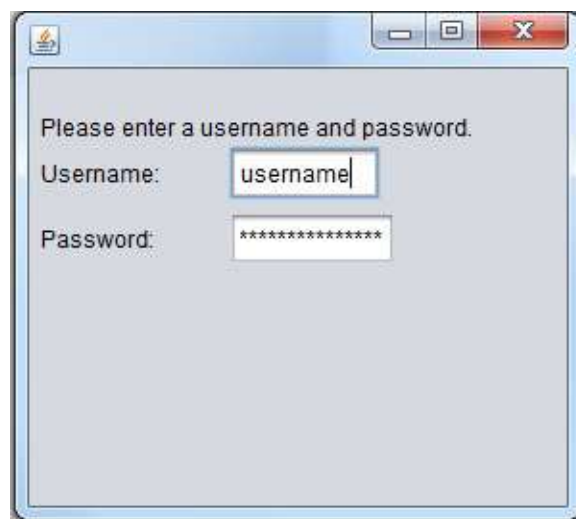 Please enter a username and password.
Username: username
Password: ***************